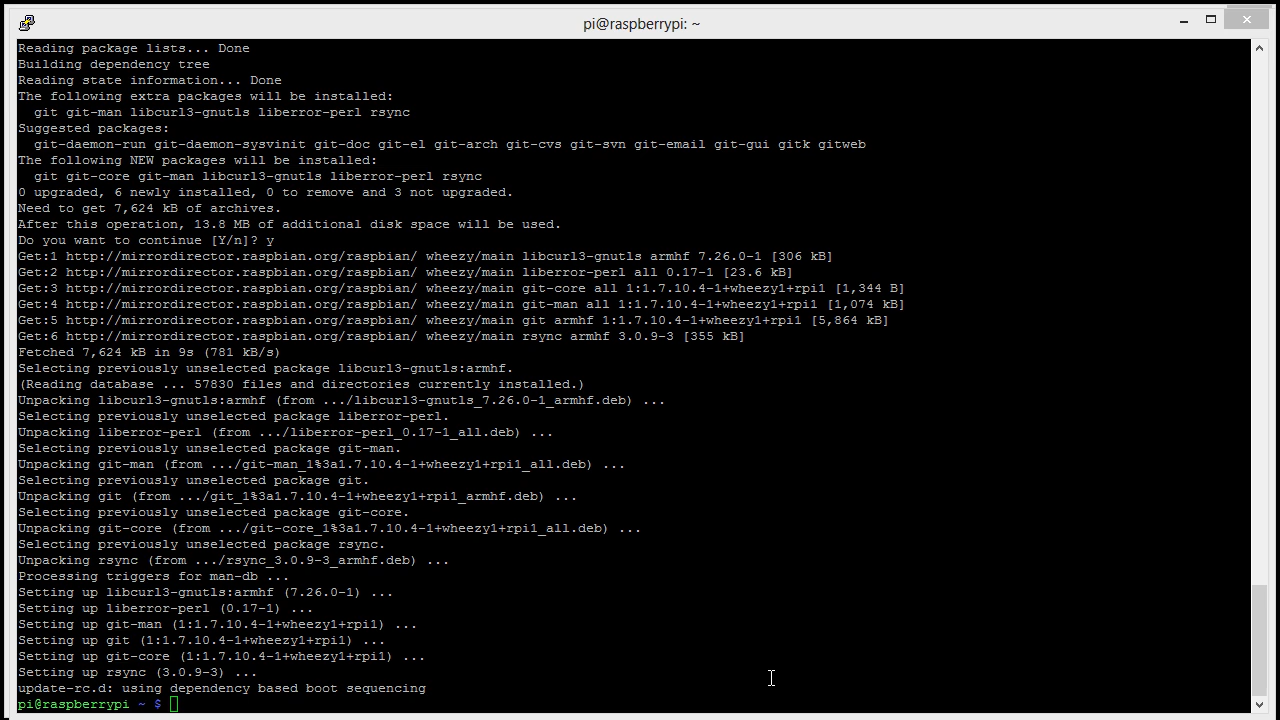 pi@raspberrypi: ~
Reading package lists... Done
Building dependency tree
Reading state information... Done
The following extra packages will be installed:
  git git-man libcurl3-gnutls liberror-perl rsync
Suggested packages:
  git-daemon-run git-daemon-sysvinit git-doc git-el git-arch git-cvs git-svn git-email git-gui gitk gitweb
The following NEW packages will be installed:
  git git-core git-man libcurl3-gnutls liberror-perl rsync
0 upgraded, 6 newly installed, 0 to remove and 3 not upgraded.
Need to get 7,624 kB of archives.
After this operation, 13.8 MB of additional disk space will be used.
Do you want to continue [Y/n]? y
Get:1 http://mirrordirector.raspbian.org/raspbian/ wheezy/main libcurl3-gnutls armhf 7.26.0-1 [306 kB]
Get:2 http://mirrordirector.raspbian.org/raspbian/ wheezy/main liberror-perl all 0.17-1 [23.6 kB]
Get:3 http://mirrordirector.raspbian.org/raspbian/ wheezy/main git-core all 1:1.7.10.4-1+wheezy1+rpi1 [1,344 B]
Get:4 http://mirrordirector.raspbian.org/raspbian/ wheezy/main git-man all 1:1.7.10.4-1+wheezy1+rpi1 [1,074 kB]
Get:5 http://mirrordirector.raspbian.org/raspbian/ wheezy/main git armhf 1:1.7.10.4-1+wheezy1+rpi1 [5,864 kB]
Get:6 http://mirrordirector.raspbian.org/raspbian/ wheezy/main rsync armhf 3.0.9-3 [355 kB]
Fetched 7,624 kB in 9s (781 kB/s)
Selecting previously unselected package libcurl3-gnutls:armhf.
(Reading database ... 57830 files and directories currently installed.)
Unpacking libcurl3-gnutls:armhf (from .../libcurl3-gnutls_7.26.0-1_armhf.deb) ...
Selecting previously unselected package liberror-perl.
Unpacking liberror-perl (from .../liberror-perl_0.17-1_all.deb) ...
Selecting previously unselected package git-man.
Unpacking git-man (from .../git-man_1%3a1.7.10.4-1+wheezy1+rpi1_all.deb) ...
Selecting previously unselected package git.
Unpacking git (from .../git_1%3a1.7.10.4-1+wheezy1+rpi1_armhf.deb) ...
Selecting previously unselected package git-core.
Unpacking git-core (from .../git-core_1%3a1.7.10.4-1+wheezy1+rpi1_all.deb) ...
Selecting previously unselected package rsync.
Unpacking rsync (from .../rsync_3.0.9-3_armhf.deb) ...
Processing triggers for man-db ...
Setting up libcurl3-gnutls:armhf (7.26.0-1) ...
Setting up liberror-perl (0.17-1) ...
Setting up git-man (1:1.7.10.4-1+wheezy1+rpi1) ...
Setting up git (1:1.7.10.4-1+wheezy1+rpi1) ...
Setting up git-core (1:1.7.10.4-1+wheezy1+rpi1) ...
Setting up rsync (3.0.9-3) ...
update-rc.d: using dependency based boot sequencing
pi@raspberrypi ~ $